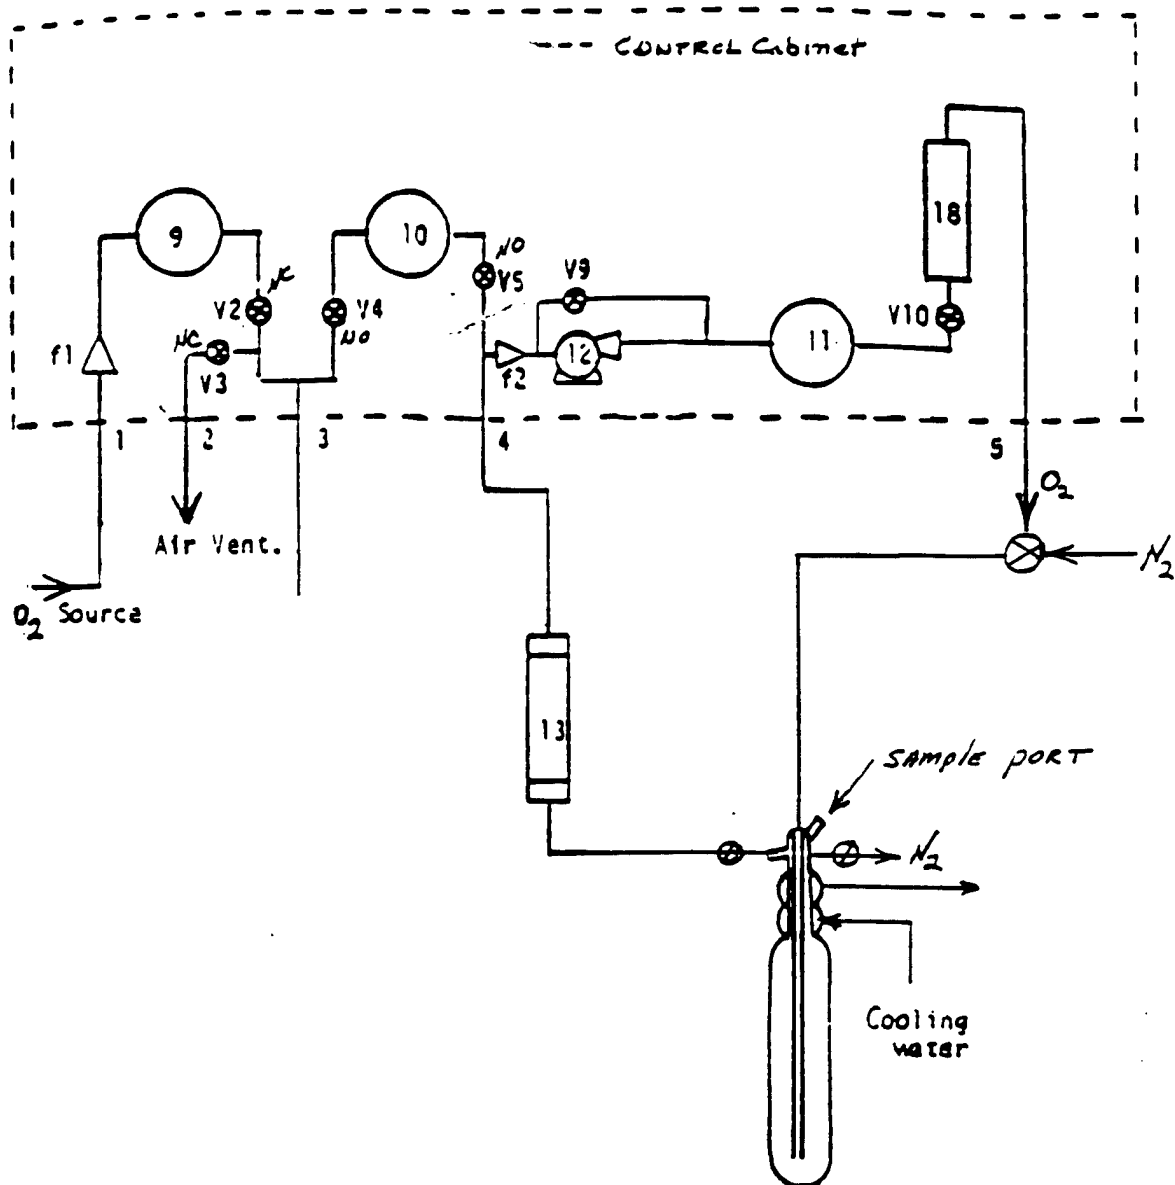 --- CONTROL Cabinet
9
10
NO
V5
NC
V2
V4
NO
NC
V3
f1
V9
12
f2
11
18
V10
1
2
3
4
5
O2
Air Vent.
N2
O2 Source
13
SAMPLE PORT
N2
Cooling
water